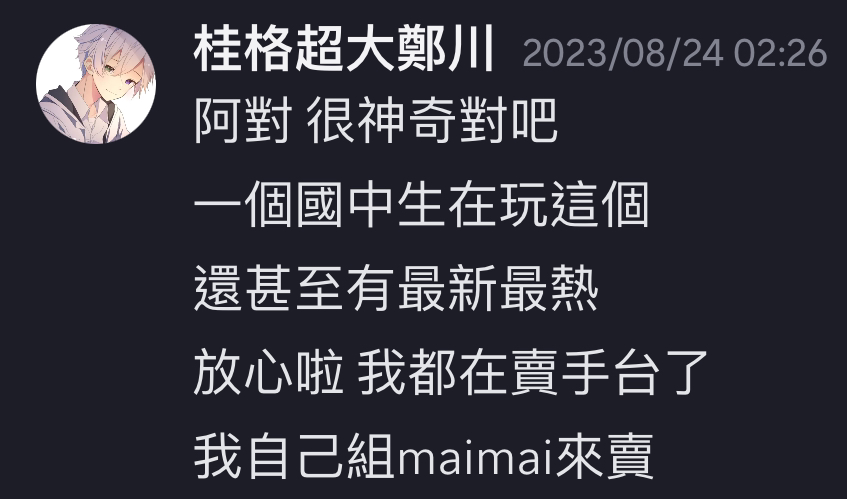 桂格超大鄭川 2023/08/24 02:26
阿對 很神奇對吧
一個國中生在玩這個
還甚至有最新最熱
放心啦 我都在賣手台了
我自己組maimai來賣